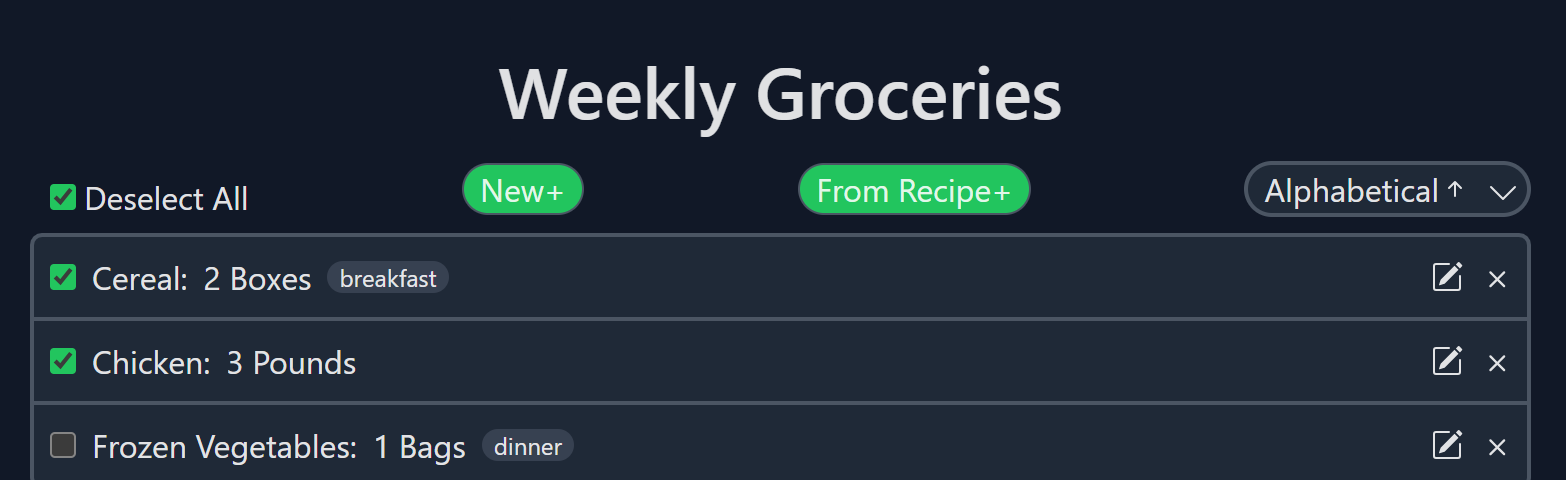 Weekly Groceries
Deselect All New+ From Recipe+ Alphabetical ↑
Cereal: 2 Boxes breakfast
Chicken: 3 Pounds
Frozen Vegetables: 1 Bags dinner